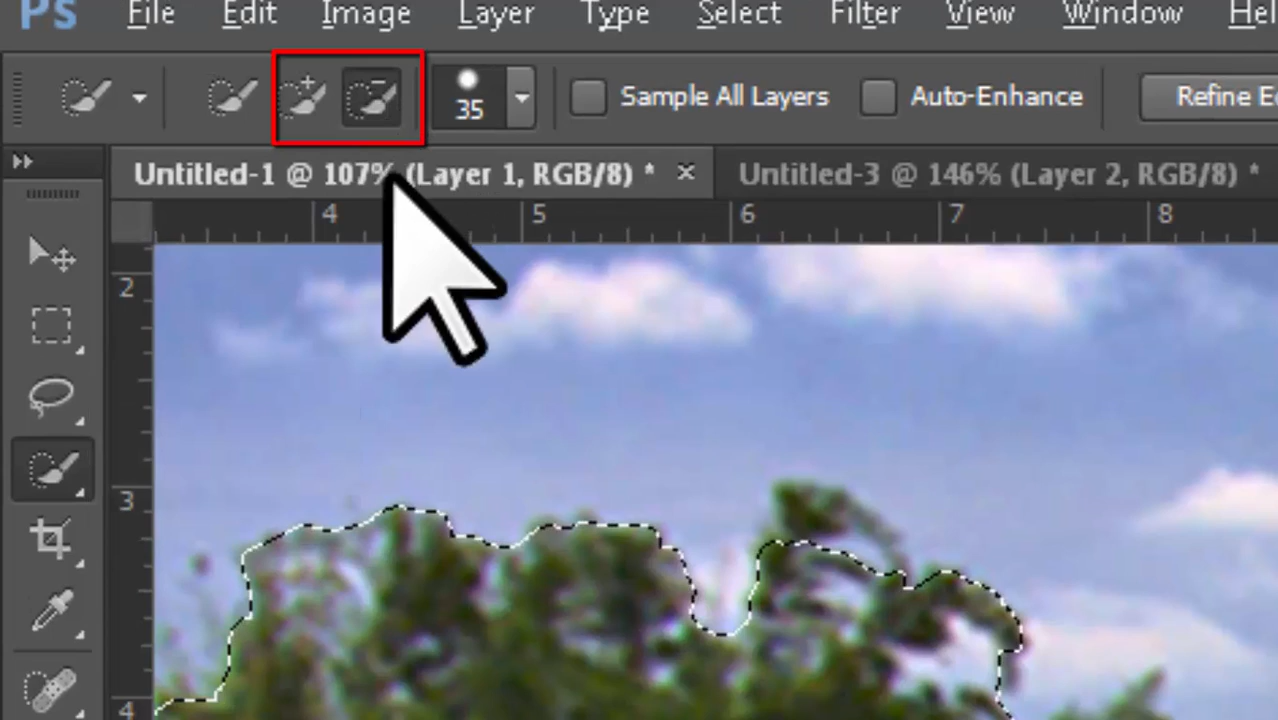 Ps File Edit Image Layer Type Select Filter View Window
35 Sample All Layers Auto-Enhance Refine
Untitled-1 @ 107% (Layer 1, RGB/8) * × Untitled-3 @ 146% (Layer 2, RGB/8) *
4 5 6 7 8
2
3
4